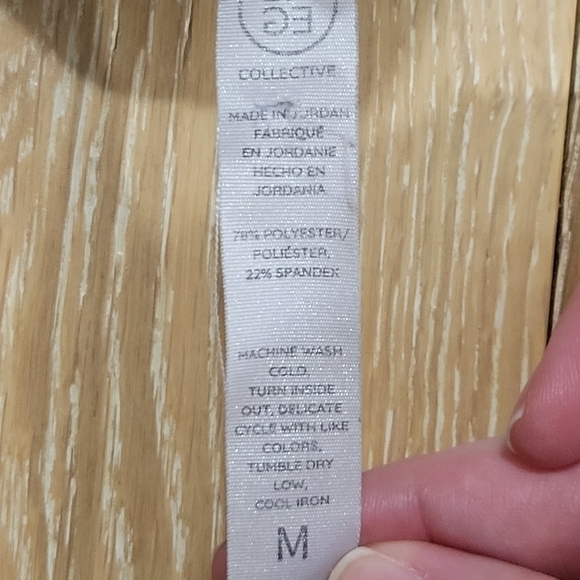 COLLECTIVE
MADE IN JORDAN
FABRIQUÉ
EN JORDANIE
HECHO EN
JORDANIA
78% POLYESTER/
POLIÉSTER,
22% SPANDEX
MACHINE WASH
COLD,
TURN INSIDE
OUT, DELICATE
CYCLE WITH LIKE
COLORS,
TUMBLE DRY
LOW,
COOL IRON
M